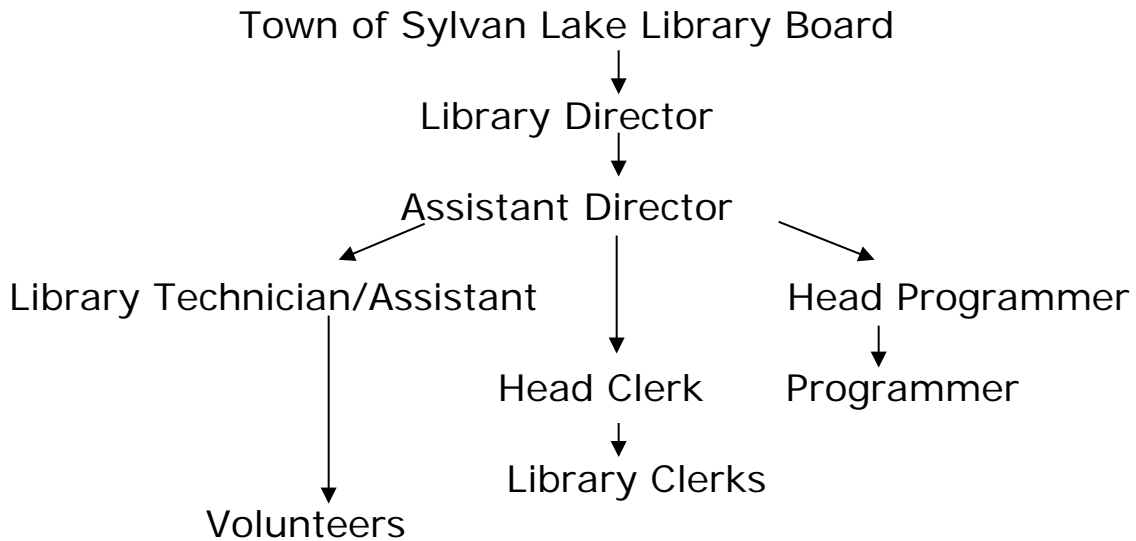 Town of Sylvan Lake Library Board
Library Director
Assistant Director
Library Technician/Assistant
Head Programmer
Head Clerk
Programmer
Library Clerks
Volunteers